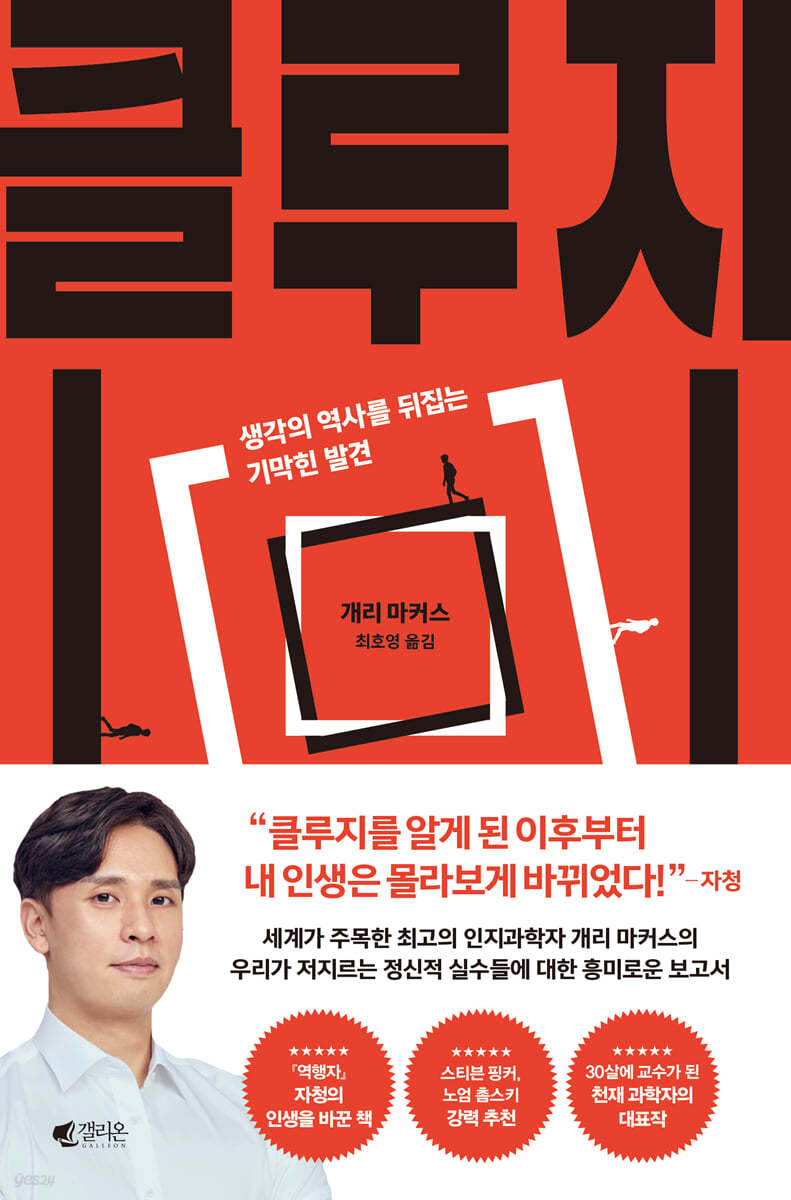 클루지
생각의 역사를 뒤집는
기막힌 발견
개리 마커스
최호영 옮김
“클루지를 알게 된 이후부터
내 인생은 몰라보게 바뀌었다!” – 자청
세계가 주목한 최고의 인지과학자 개리 마커스의
우리가 저지르는 정신적 실수들에 대한 흥미로운 보고서
★★★★★
『역행자』
자청의
인생을 바꾼 책
★★★★★
스티븐 핑커,
노엄 촘스키
강력 추천
★★★★★
30살에 교수가 된
천재 과학자의
대표작
갤리온
GALLEON
yes24